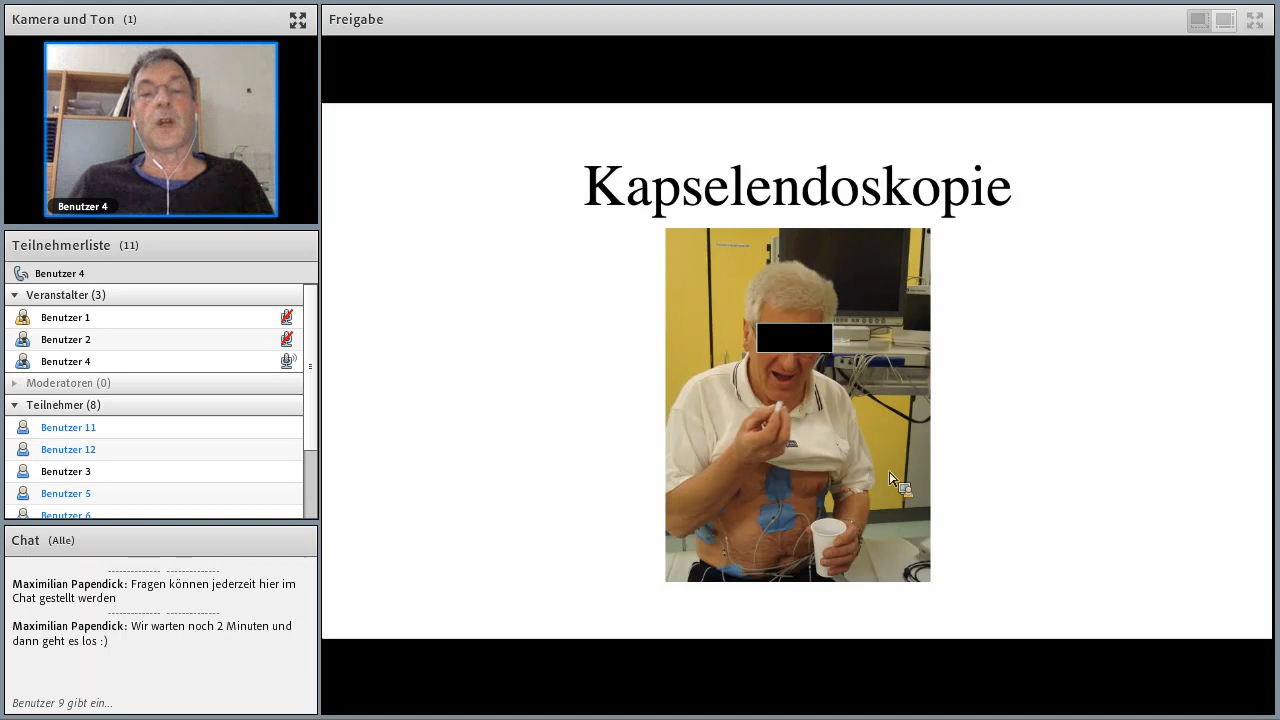 Kamera und Ton (1)
Benutzer 4
Teilnehmerliste (11)
Benutzer 4
Veranstalter (3)
Benutzer 1
Benutzer 2
Benutzer 4
Moderatoren (0)
Teilnehmer (8)
Benutzer 11
Benutzer 12
Benutzer 3
Benutzer 5
Benutzer 6
Chat (Alle)
-------------- --------------
Maximilian Papendick: Fragen können jederzeit hier im
Chat gestellt werden
-------------- --------------
Maximilian Papendick: Wir warten noch 2 Minuten und
dann geht es los :)
Benutzer 9 gibt ein...
Freigabe
Kapselendoskopie